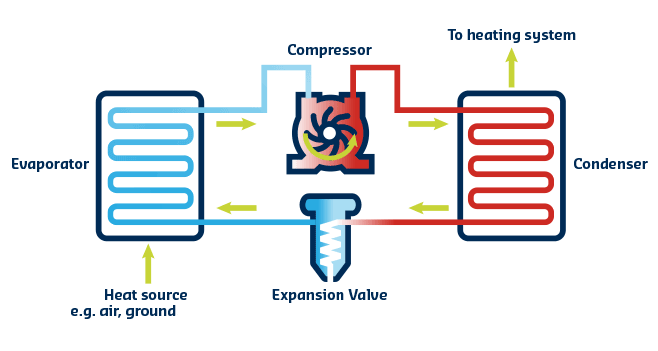 To heating system
Compressor
Evaporator
Condenser
Heat source
e.g. air, ground
Expansion Valve